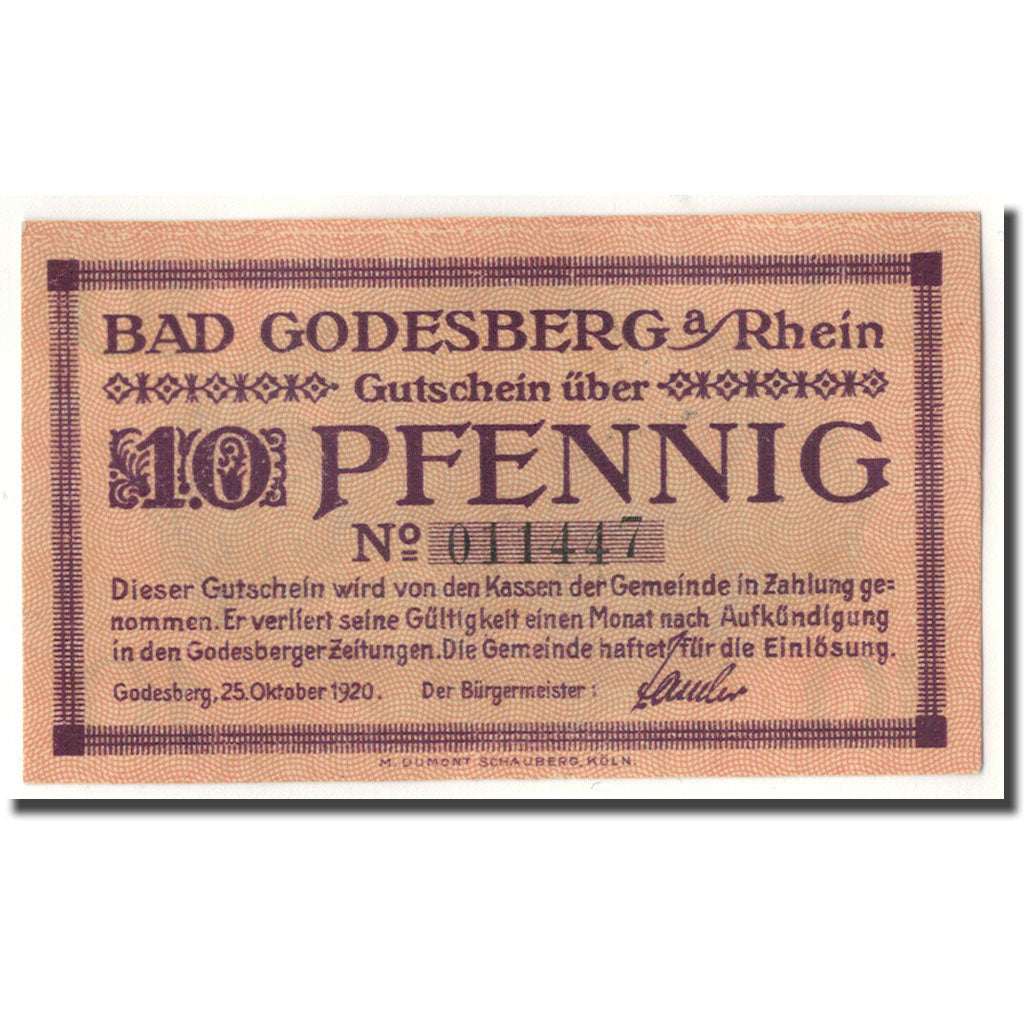 BAD GODESBERG a/Rhein
Gutschein über
10 PFENNIG
Nº 011447
Dieser Gutschein wird von den Kassen der Gemeinde in Zahlung ge=
nommen. Er verliert seine Gültigkeit einen Monat nach Aufkündigung
in den Godesberger Zeitungen. Die Gemeinde haftet für die Einlösung.
Godesberg, 25. Oktober 1920. Der Bürgermeister:
M. DUMONT SCHAUBERG, KÖLN.